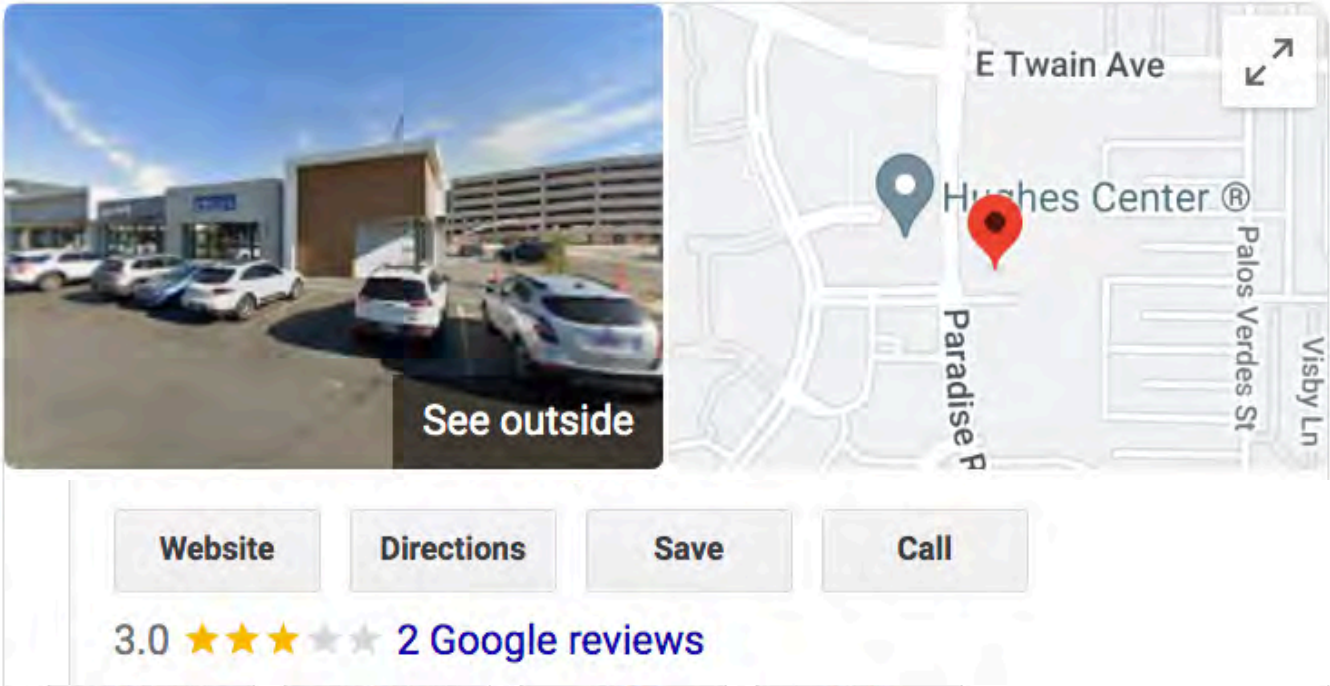 See outside
E Twain Ave
Hughes Center ®
Palos Verdes St
Visby Ln
Paradise R
Website
Directions
Save
Call
3.0
2 Google reviews